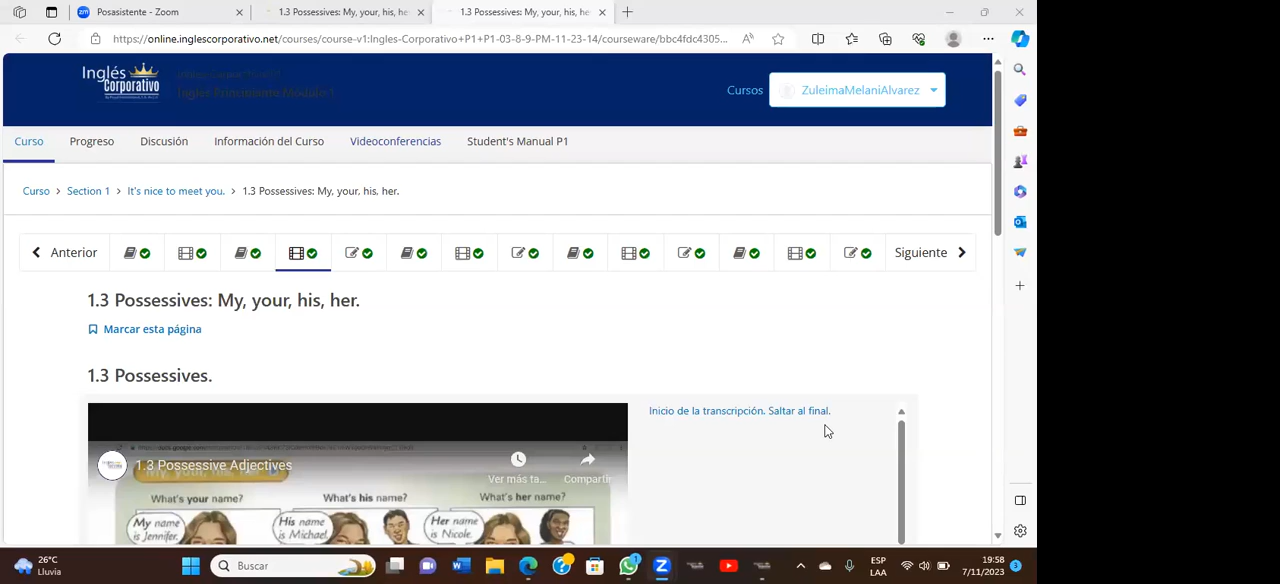 Posasistente - Zoom
1.3 Possessives: My, your, his, he
1.3 Possessives: My, your, his, he
https://online.inglescorporativo.net/courses/course-v1:Ingles-Corporativo+P1+P1-03-8-9-PM-11-23-14/courseware/bbc4fdc4305...
Inglés
Corporativo
Cursos
ZuleimaMelaniAlvarez
Curso
Progreso
Discusión
Información del Curso
Videoconferencias
Student's Manual P1
Curso > Section 1 > It's nice to meet you. > 1.3 Possessives: My, your, his, her.
Anterior
Siguiente
1.3 Possessives: My, your, his, her.
Marcar esta página
1.3 Possessives.
Inicio de la transcripción. Saltar al final.
1.3 Possessive Adjectives
Ver más ta...
Compartir
What's your name?
What's his name?
What's her name?
My name
is Jennifer.
His name
is Michael.
Her name
is Nicole.
26°C
Lluvia
Buscar
ESP
LAA
19:58
7/11/2023